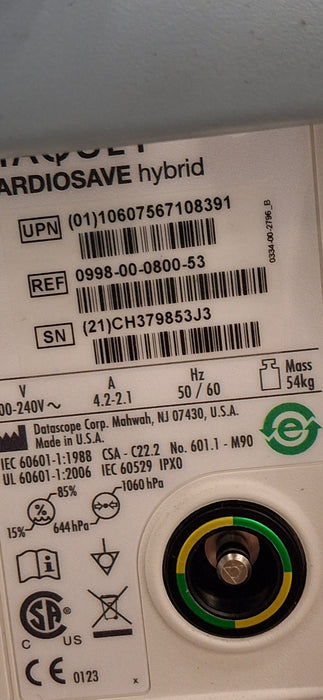 ARDIOSAVE hybrid
UPN (01)10607567108391
REF 0998-00-0800-53
SN (21)CH379853J3
0334-00-2796_B
V A Hz Mass
00-240V~ 4.2-2.1 50 / 60 54kg
Datascope Corp. Mahwah, NJ 07430, U.S.A.
Made in U.S.A.
IEC 60601-1:1988 CSA - C22.2 No. 601.1 - M90
UL 60601-1:2006 IEC 60529 IPX0
85% 1060 hPa
15% 644 hPa
SA ®
C US
CE 0123 x
e